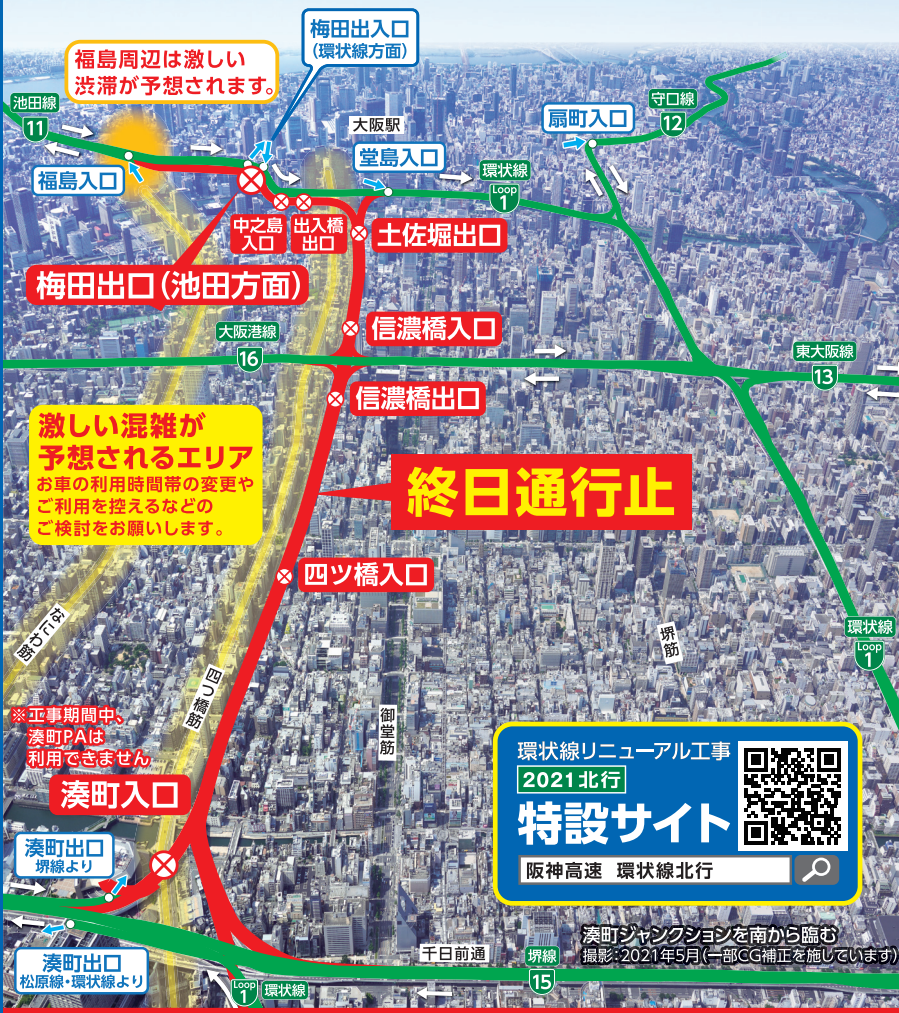 梅田出入口
(環状線方面)
福島周辺は激しい
渋滞が予想されます。
池田線
11
大阪駅
守口線
12
扇町入口
福島入口
堂島入口
環状線
Loop
1
中之島
入口
出入橋
出口
土佐堀出口
梅田出口(池田方面)
信濃橋入口
大阪港線
16
東大阪線
13
信濃橋出口
激しい混雑が
予想されるエリア
お車の利用時間帯の変更や
ご利用を控えるなどの
ご検討をお願いします。
終日通行止
四ツ橋入口
なにわ筋
四つ橋筋
堺筋
環状線
Loop
1
御堂筋
※工事期間中、
湊町PAは
利用できません
湊町入口
環状線リニューアル工事
2021北行
特設サイト
阪神高速 環状線北行
湊町出口
堺線より
湊町出口
松原線・環状線より
Loop
1
環状線
千日前通
堺線
15
湊町ジャンクションを南から臨む
撮影:2021年5月(一部CG補正を施しています)